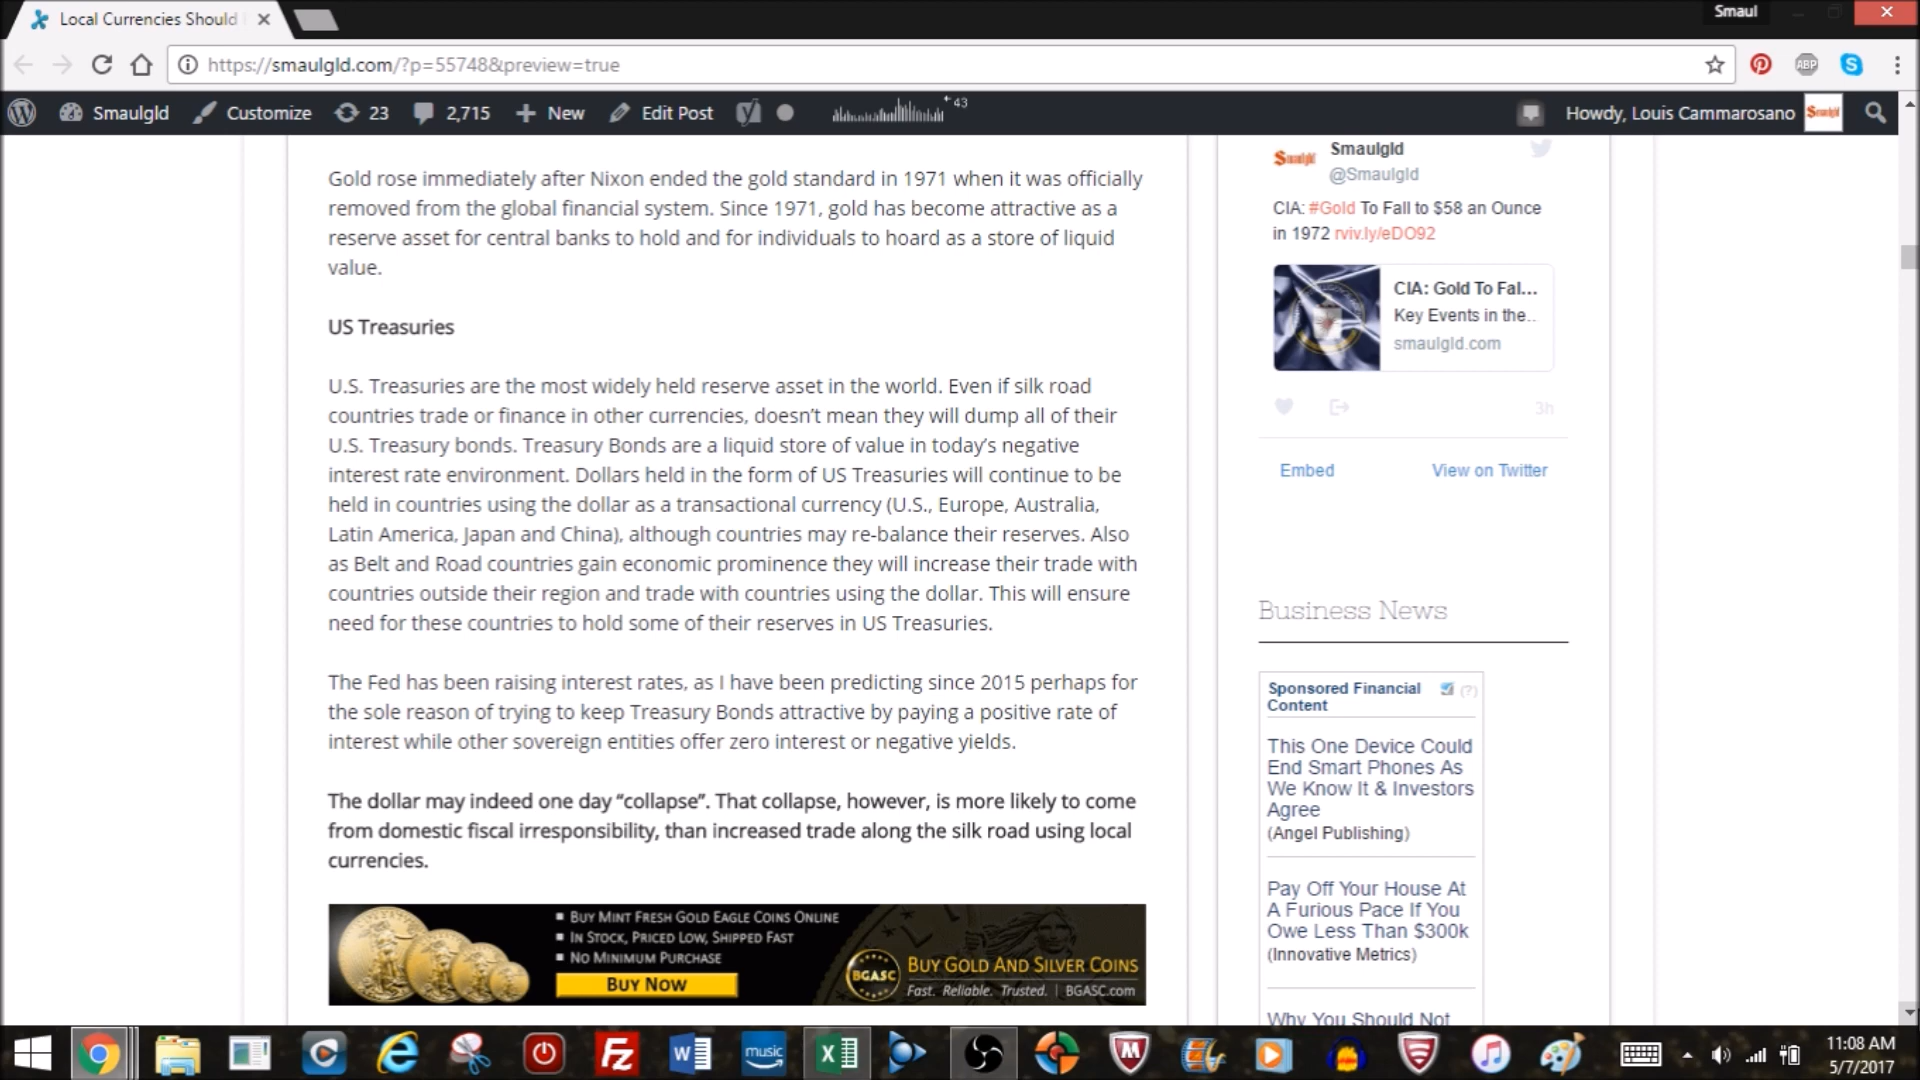 Local Currencies Should
Smaul
https://smaulgld.com/?p=55748&preview=true
ABP
Smaulgld
Customize
23
2,715
New
Edit Post
43
Howdy, Louis Cammarosano
Smaulgld
Gold rose immediately after Nixon ended the gold standard in 1971 when it was officially
removed from the global financial system. Since 1971, gold has become attractive as a
reserve asset for central banks to hold and for individuals to hoard as a store of liquid
value.
US Treasuries
U.S. Treasuries are the most widely held reserve asset in the world. Even if silk road
countries trade or finance in other currencies, doesn’t mean they will dump all of their
U.S. Treasury bonds. Treasury Bonds are a liquid store of value in today’s negative
interest rate environment. Dollars held in the form of US Treasuries will continue to be
held in countries using the dollar as a transactional currency (U.S., Europe, Australia,
Latin America, Japan and China), although countries may re-balance their reserves. Also
as Belt and Road countries gain economic prominence they will increase their trade with
countries outside their region and trade with countries using the dollar. This will ensure
need for these countries to hold some of their reserves in US Treasuries.
The Fed has been raising interest rates, as I have been predicting since 2015 perhaps for
the sole reason of trying to keep Treasury Bonds attractive by paying a positive rate of
interest while other sovereign entities offer zero interest or negative yields.
The dollar may indeed one day “collapse”. That collapse, however, is more likely to come
from domestic fiscal irresponsibility, than increased trade along the silk road using local
currencies.
BUY MINT FRESH GOLD EAGLE COINS ONLINE
IN STOCK, PRICED LOW, SHIPPED FAST
NO MINIMUM PURCHASE
BUY NOW
BGASC
BUY GOLD AND SILVER COINS
Fast. Reliable. Trusted. | BGASC.com
Smaulgld
Smaulgld
@Smaulgld
CIA: #Gold To Fall to $58 an Ounce
in 1972 rviv.ly/eDO92
CIA: Gold To Fal...
Key Events in the..
smaulgld.com
3h
Embed
View on Twitter
Business News
Sponsored Financial
Content
(?)
This One Device Could
End Smart Phones As
We Know It & Investors
Agree
(Angel Publishing)
Pay Off Your House At
A Furious Pace If You
Owe Less Than $300k
(Innovative Metrics)
Why You Should Not
music
11:08 AM
5/7/2017